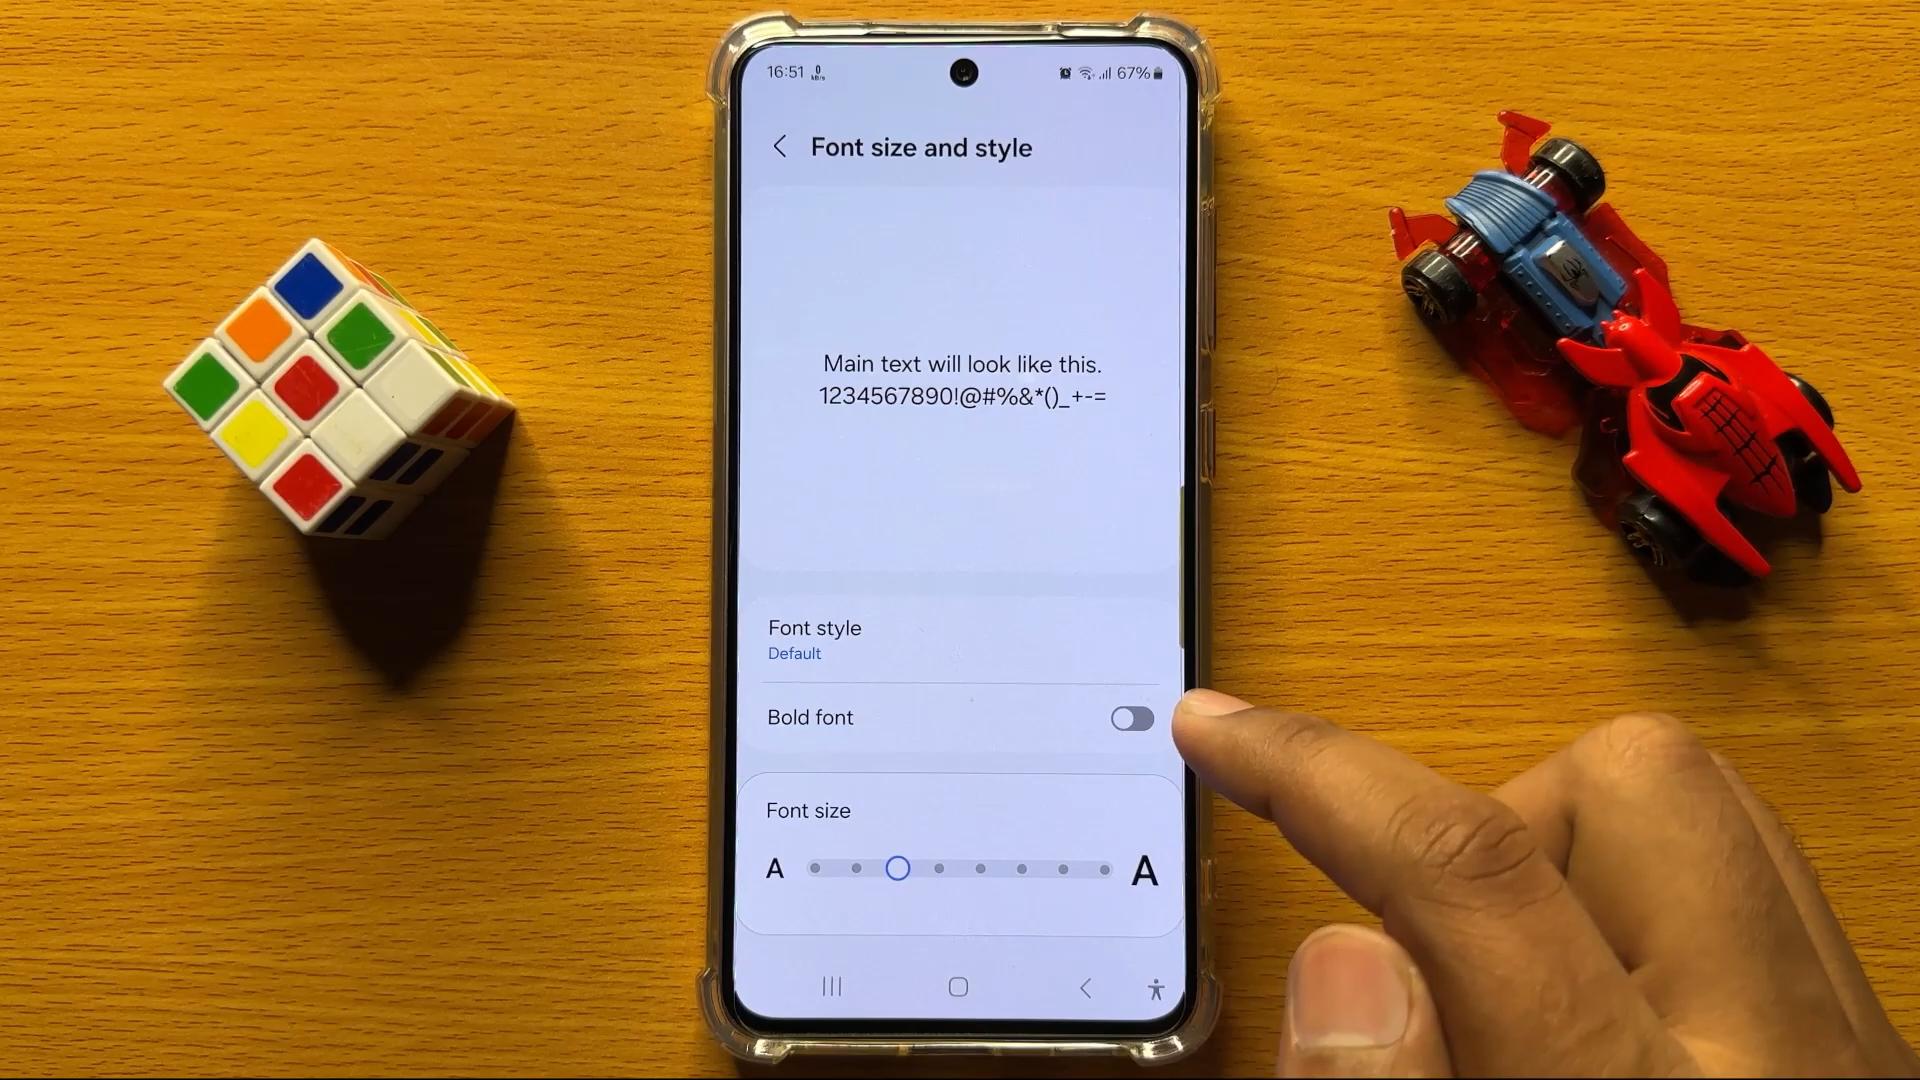 16:51 0 kB/s 67%
Font size and style
Main text will look like this.
1234567890!@#%&*()_+-=
Font style
Default
Bold font
Font size
A A